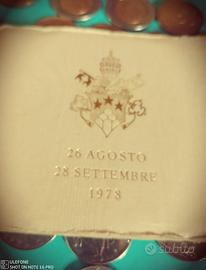 26 AGOSTO
28 SETTEMBRE
1978
ULEFONE
SHOT ON NOTE 16 PRO
subito